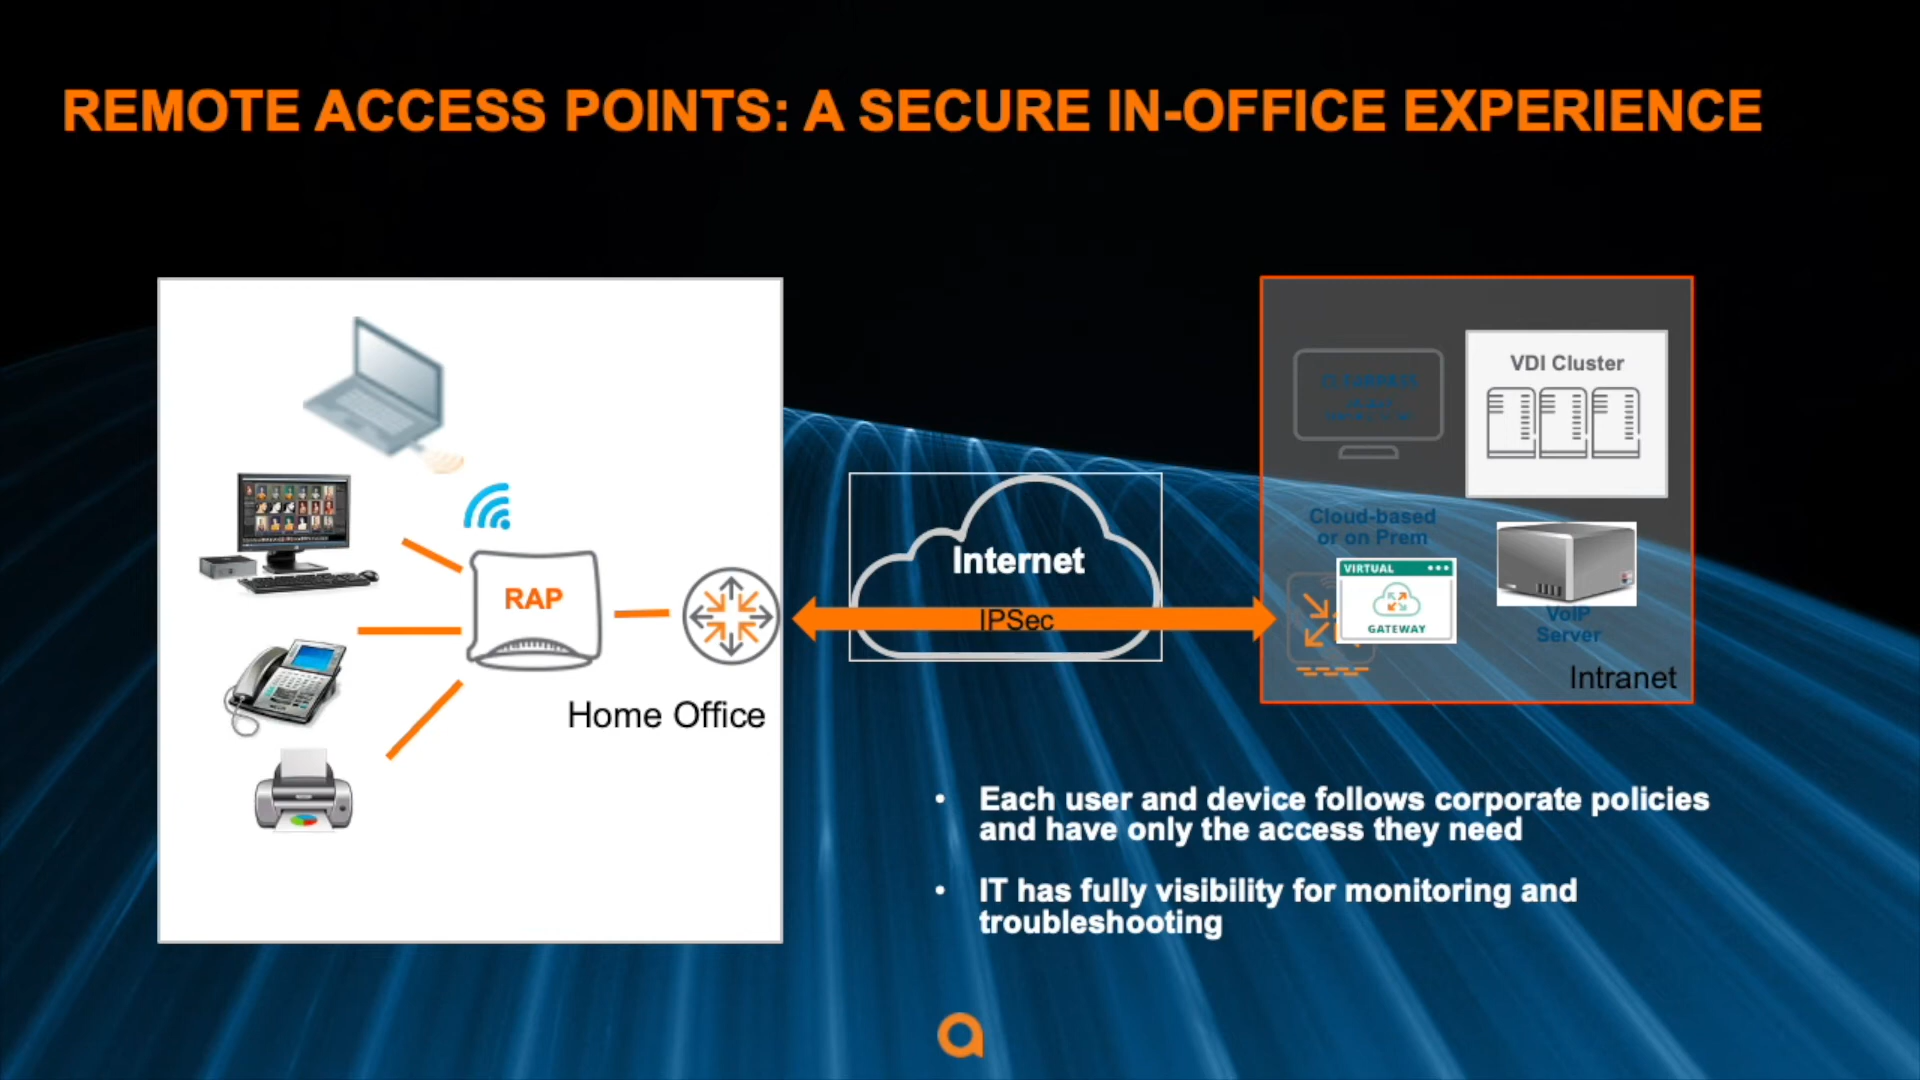 REMOTE ACCESS POINTS: A SECURE IN-OFFICE EXPERIENCE
RAP
Home Office
Internet
IPSec
VDI Cluster
Cloud-based
or on Prem
VIRTUAL
GATEWAY
VoIP
Server
Intranet
• Each user and device follows corporate policies
and have only the access they need
• IT has fully visibility for monitoring and
troubleshooting